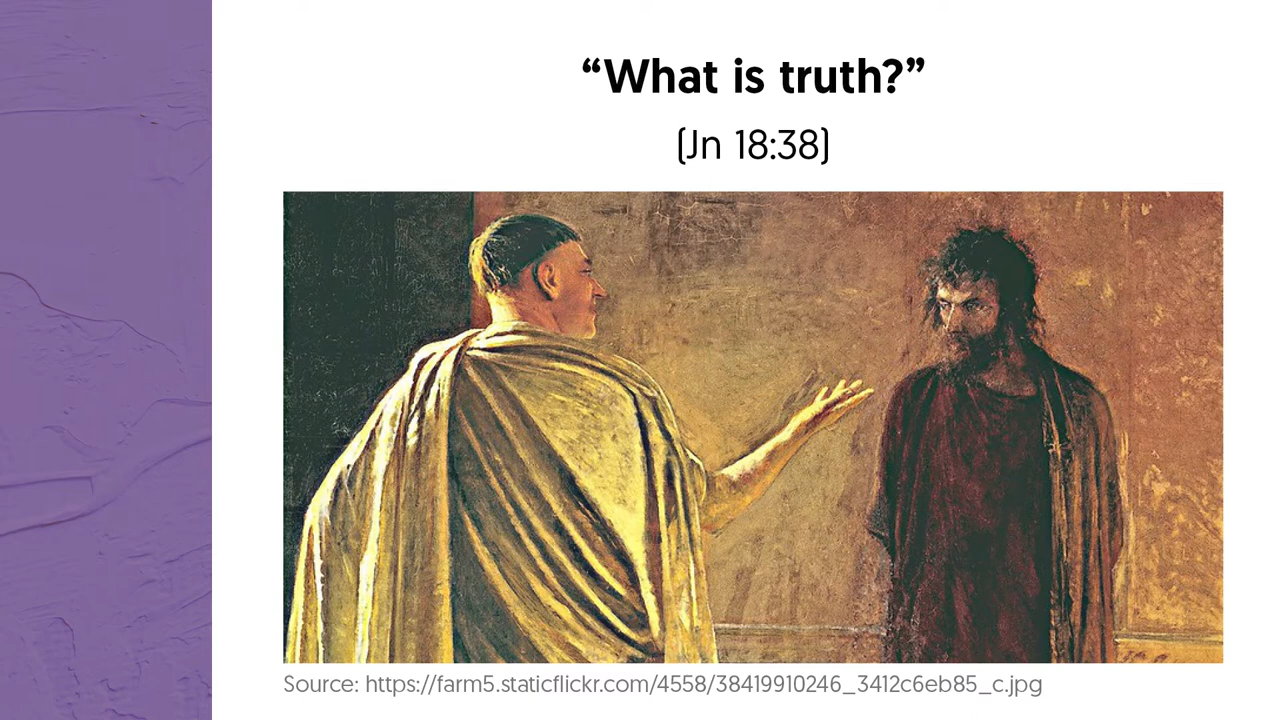 “What is truth?”
(Jn 18:38)
Source: https://farm5.staticflickr.com/4558/38419910246_3412c6eb85_c.jpg